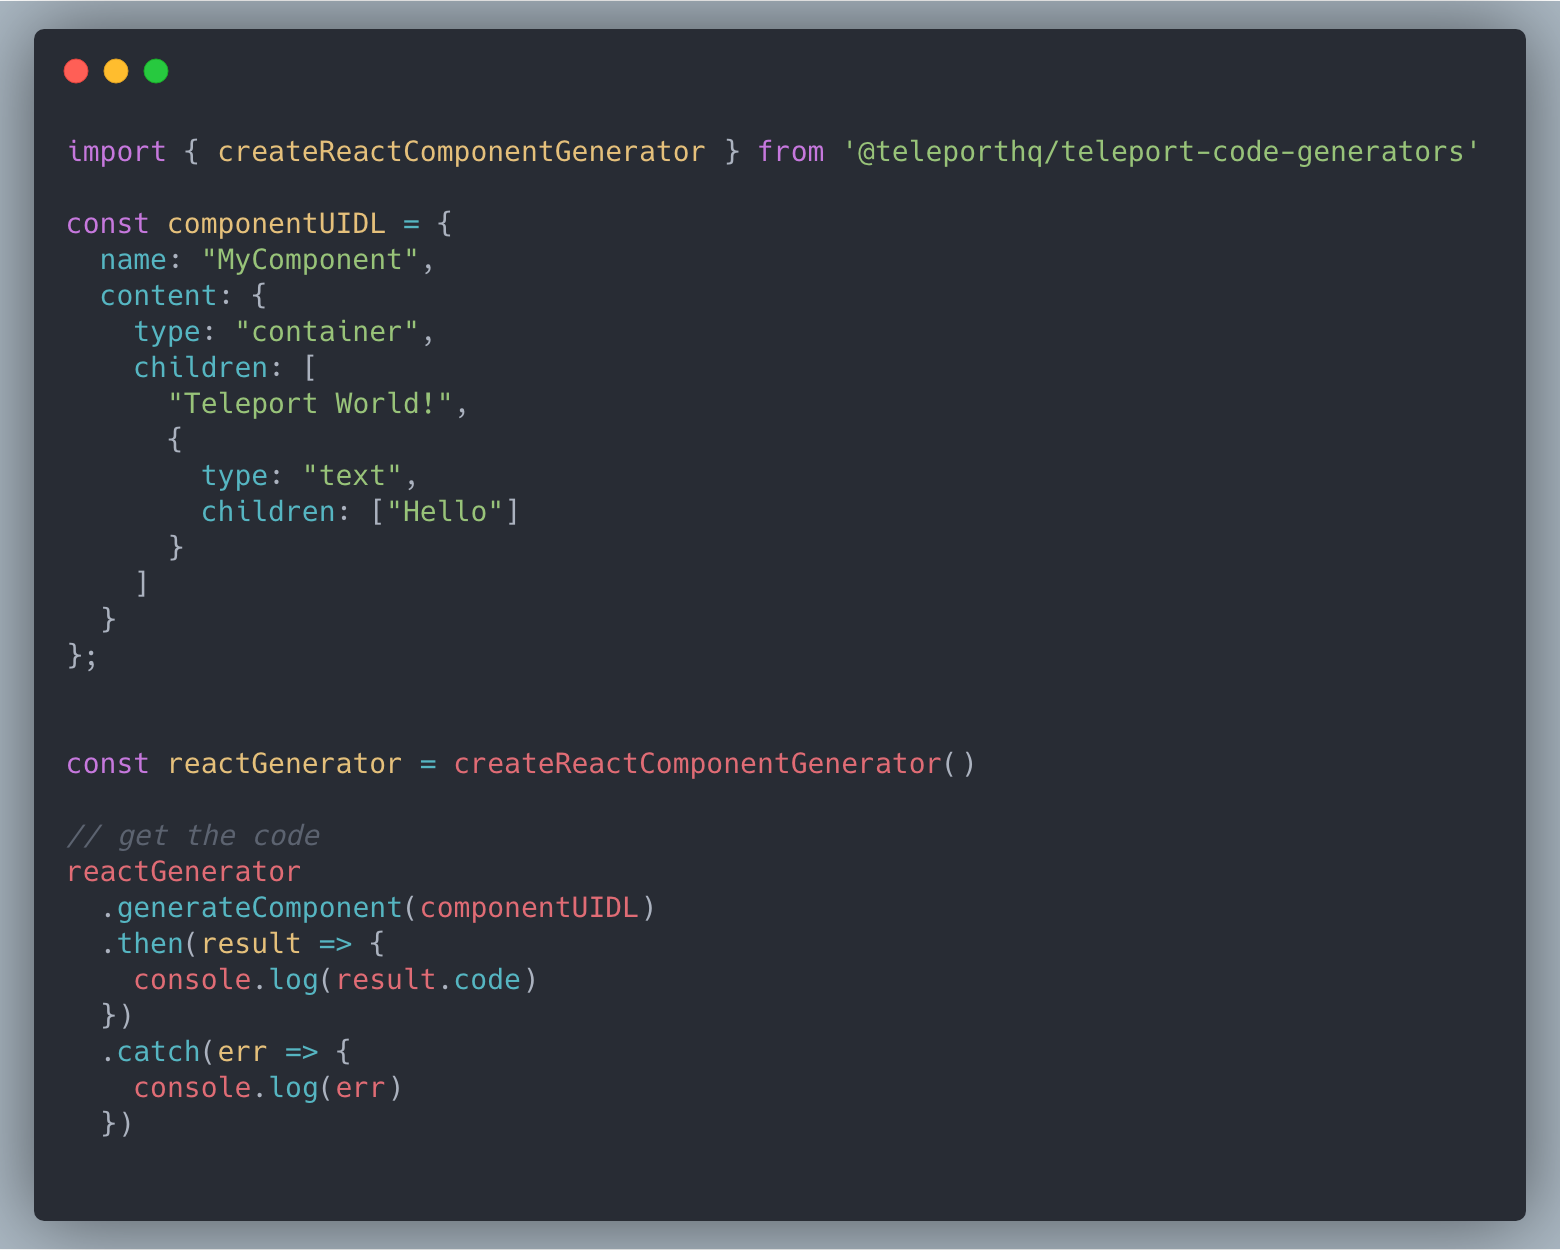 import { createReactComponentGenerator } from '@teleporthq/teleport-code-generators'

const componentUIDL = {
  name: "MyComponent",
  content: {
    type: "container",
    children: [
      "Teleport World!",
      {
        type: "text",
        children: ["Hello"]
      }
    ]
  }
};


const reactGenerator = createReactComponentGenerator()

// get the code
reactGenerator
  .generateComponent(componentUIDL)
  .then(result => {
    console.log(result.code)
  })
  .catch(err => {
    console.log(err)
  })